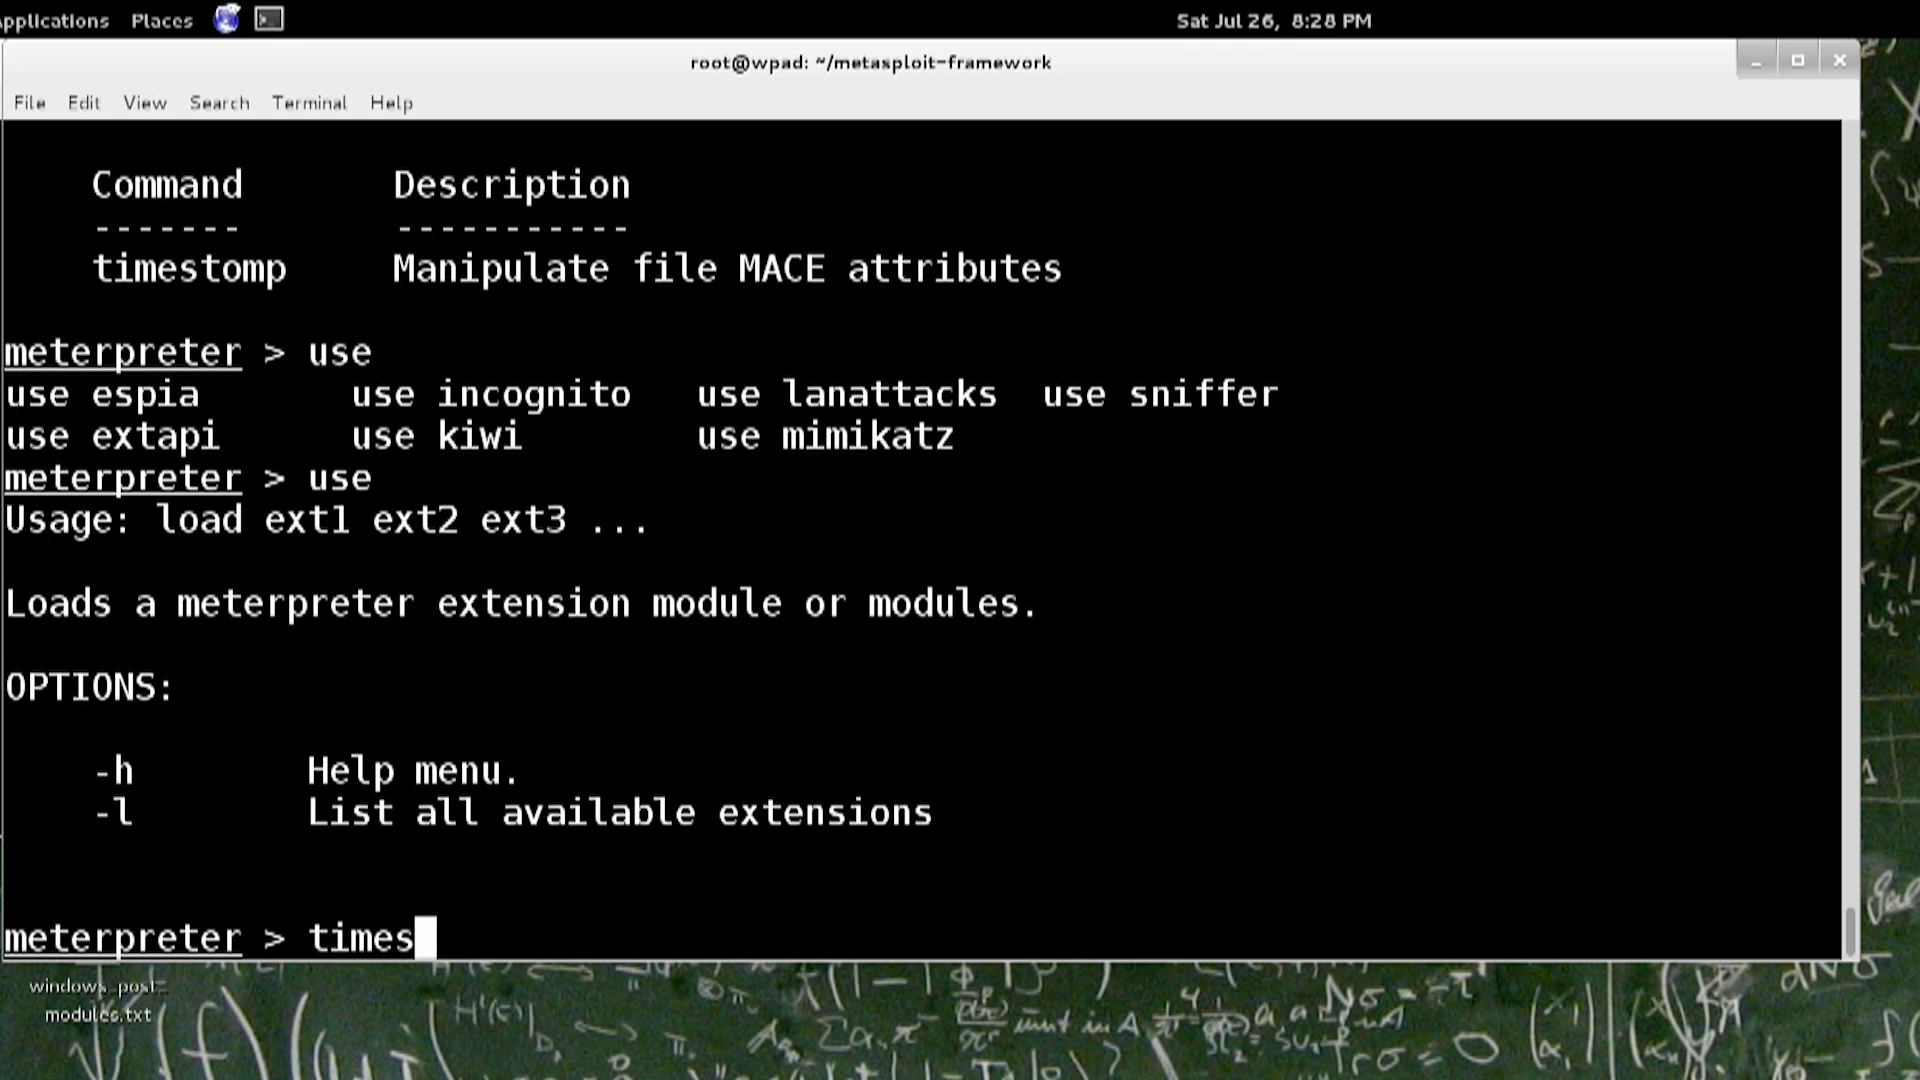 pplications Places Sat Jul 26, 8:28 PM
root@wpad: ~/metasploit-framework
File Edit View Search Terminal Help
Command Description
------- -----------
timestomp Manipulate file MACE attributes
meterpreter > use
use espia use incognito use lanattacks use sniffer
use extapi use kiwi use mimikatz
meterpreter > use
Usage: load ext1 ext2 ext3 ...
Loads a meterpreter extension module or modules.
OPTIONS:
-h Help menu.
-l List all available extensions
meterpreter > times
windows_post_
modules.txt